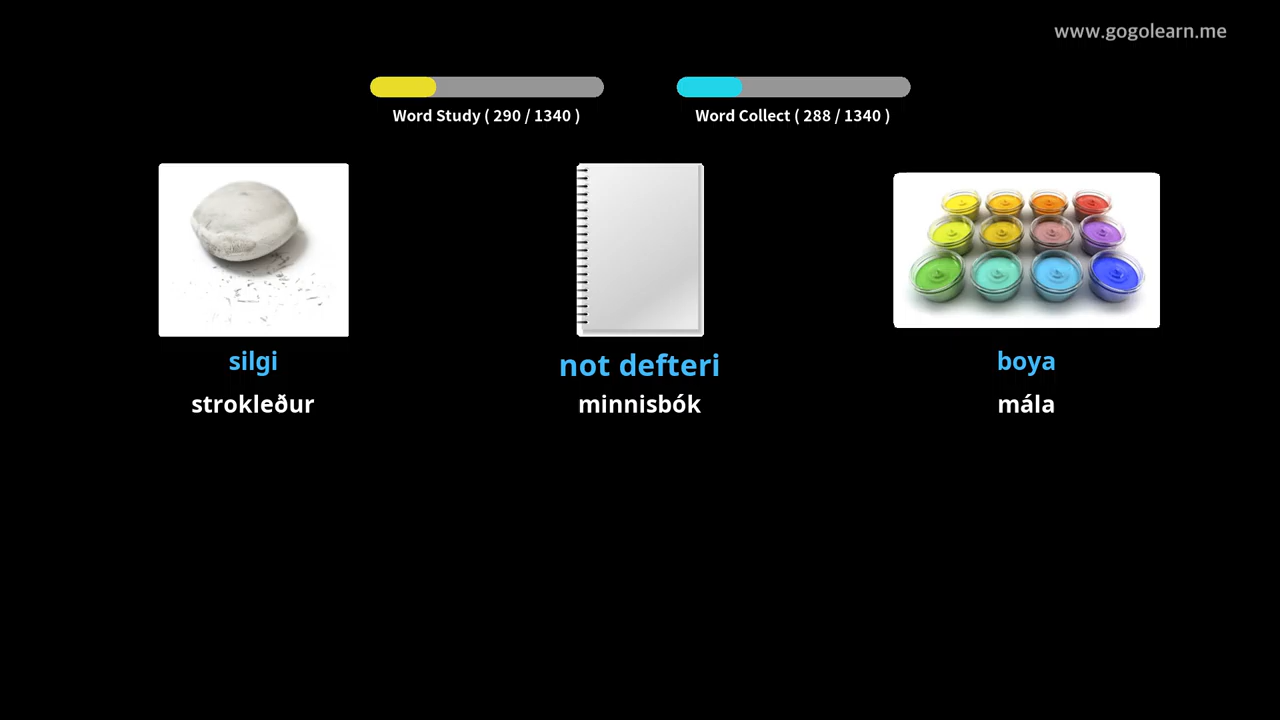 www.gogolearn.me
Word Study ( 290 / 1340 )
Word Collect ( 288 / 1340 )
silgi
not defteri
boya
strokleður
minnisbók
mála